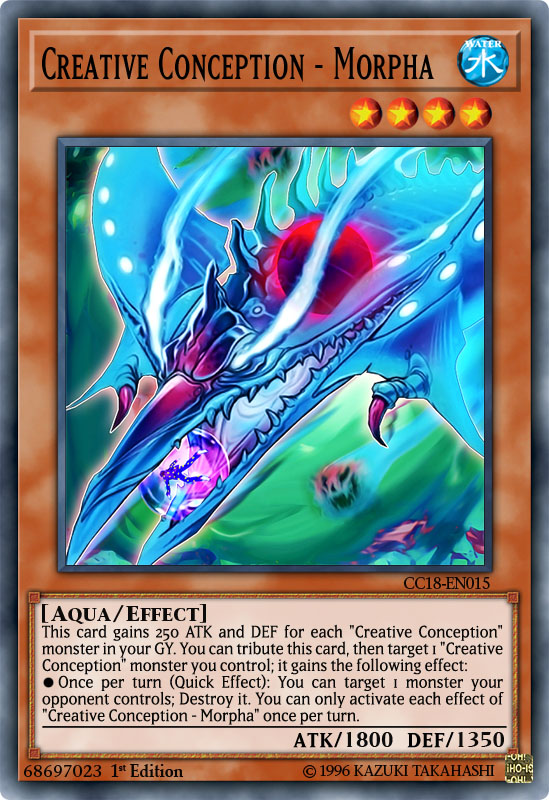 Creative Conception - Morpha
WATER
水
CC18-EN015
[Aqua/Effect]
This card gains 250 ATK and DEF for each "Creative Conception"
monster in your GY. You can tribute this card, then target 1 "Creative
Conception" monster you control; it gains the following effect:
● Once per turn (Quick Effect): You can target 1 monster your
opponent controls; Destroy it. You can only activate each effect of
"Creative Conception - Morpha" once per turn.
ATK/1800 DEF/1350
68697023 1st Edition
© 1996 KAZUKI TAKAHASHI